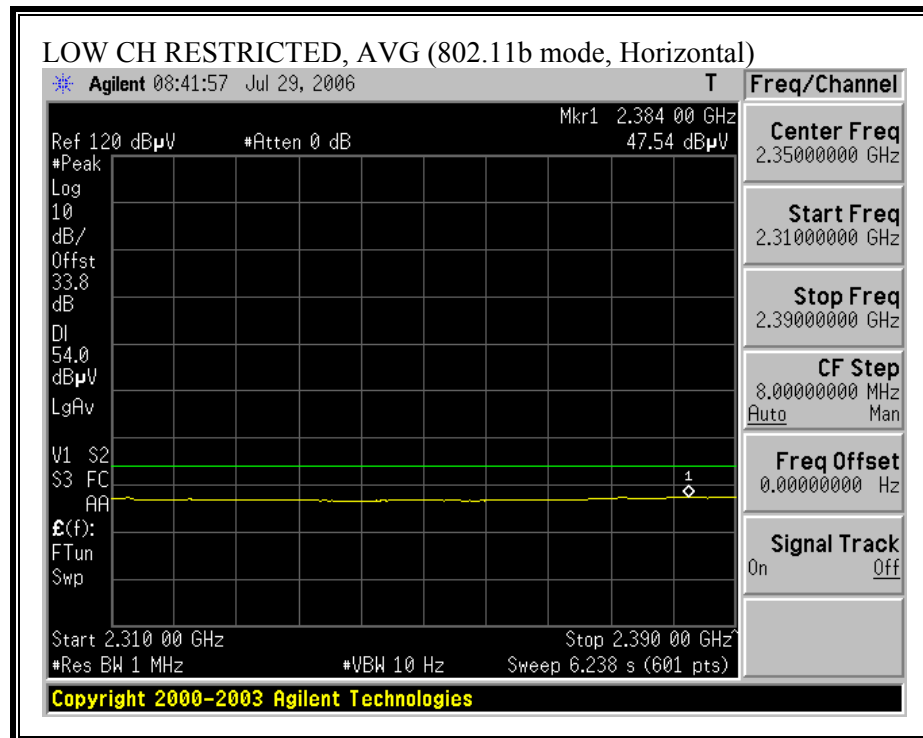 LOW CH RESTRICTED, AVG (802.11b mode, Horizontal)
Agilent 08:41:57 Jul 29, 2006 T
Mkr1 2.384 00 GHz
Ref 120 dBµV #Atten 0 dB 47.54 dBµV
#Peak
Log
10
dB/
Offst
33.8
dB
DI
54.0
dBµV
LgAv
V1 S2
S3 FC
AA
£(f):
FTun
Swp
1
Start 2.310 00 GHz Stop 2.390 00 GHz^
#Res BW 1 MHz #VBW 10 Hz Sweep 6.238 s (601 pts)
Freq/Channel
Center Freq
2.35000000 GHz
Start Freq
2.31000000 GHz
Stop Freq
2.39000000 GHz
CF Step
8.00000000 MHz
Auto Man
Freq Offset
0.00000000 Hz
Signal Track
On Off
Copyright 2000-2003 Agilent Technologies